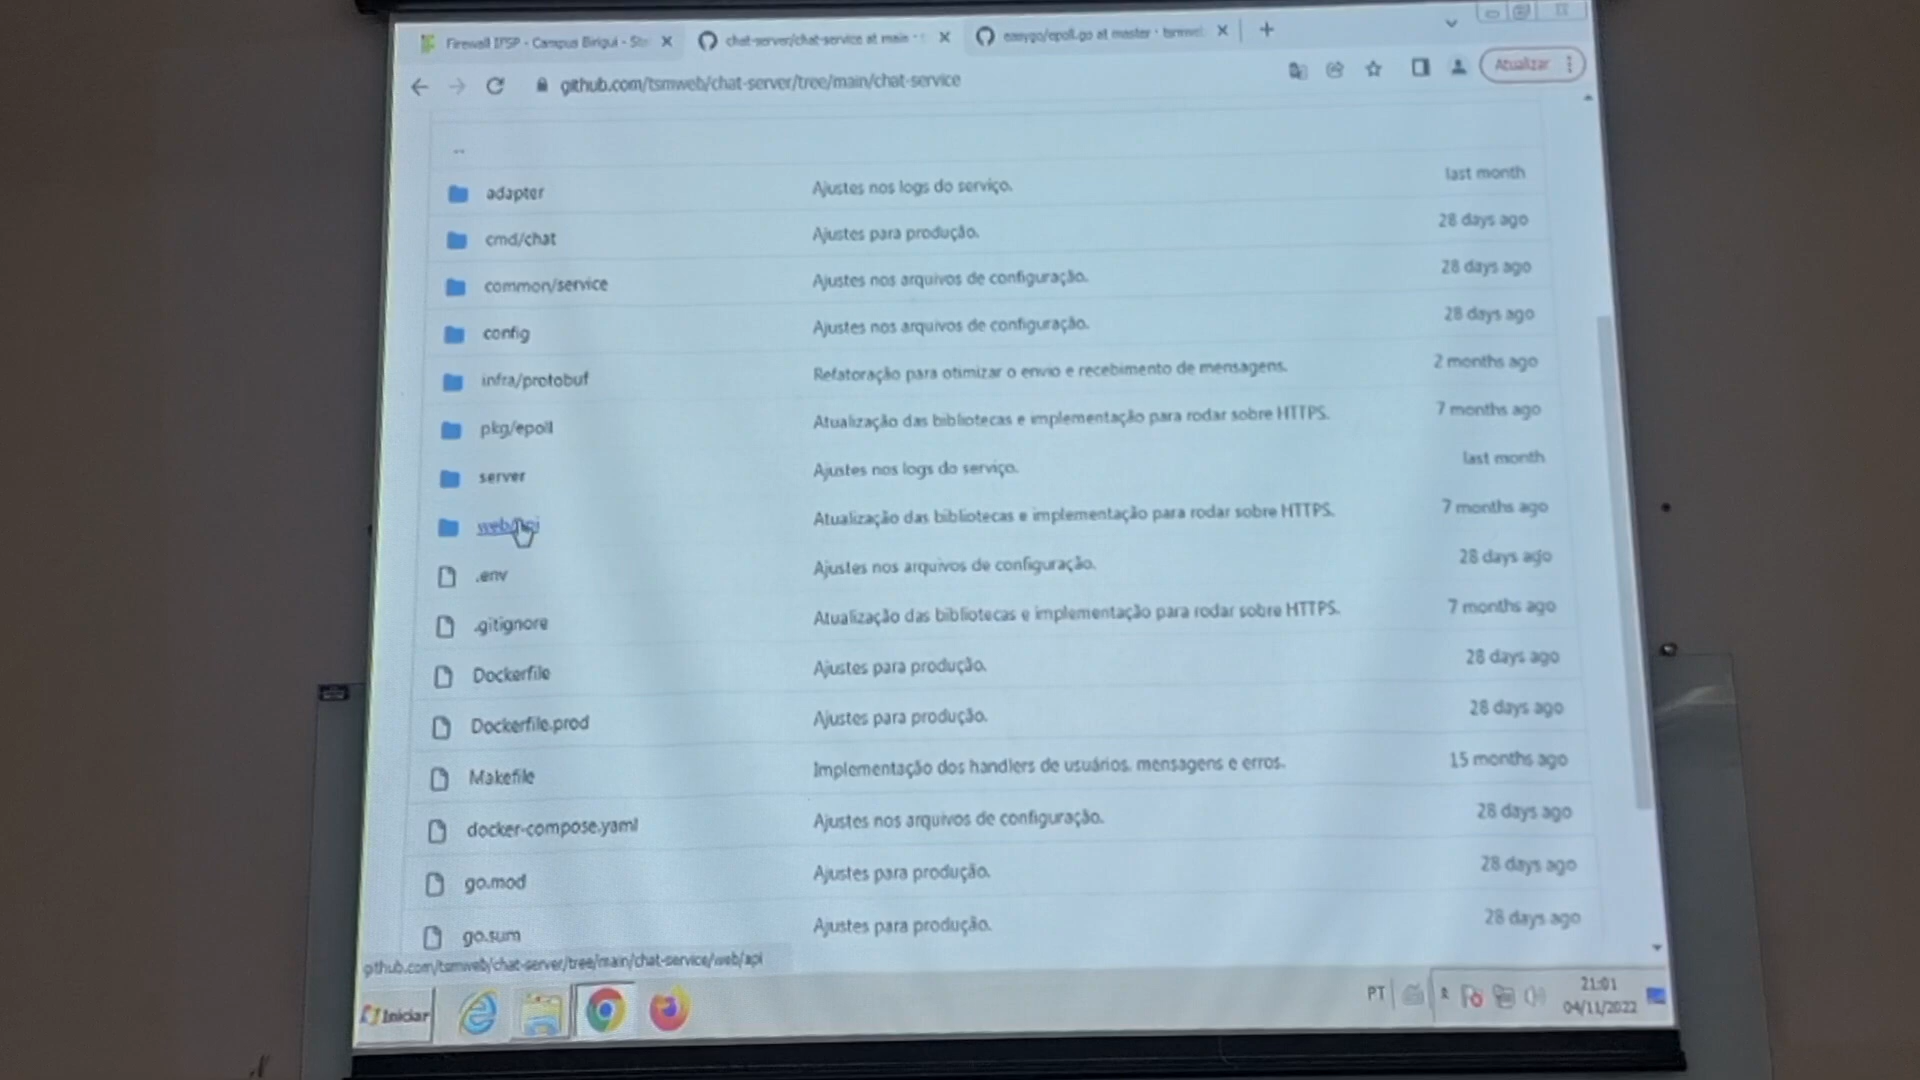 Firewall IFSP - Campus Birigui -
chat-server/chat-service at main
easygo/epoll.go at master · tsmweb
github.com/tsmweb/chat-server/tree/main/chat-service
Atualizar
..
adapter Ajustes nos logs do serviço. last month
cmd/chat Ajustes para produção. 28 days ago
common/service Ajustes nos arquivos de configuração. 28 days ago
config Ajustes nos arquivos de configuração. 28 days ago
infra/protobuf Refatoração para otimizar o envio e recebimento de mensagens. 2 months ago
pkg/epoll Atualização das bibliotecas e implementação para rodar sobre HTTPS. 7 months ago
server Ajustes nos logs do serviço. last month
web/api Atualização das bibliotecas e implementação para rodar sobre HTTPS. 7 months ago
.env Ajustes nos arquivos de configuração. 28 days ago
.gitignore Atualização das bibliotecas e implementação para rodar sobre HTTPS. 7 months ago
Dockerfile Ajustes para produção. 28 days ago
Dockerfile.prod Ajustes para produção. 28 days ago
Makefile Implementação dos handlers de usuários, mensagens e erros. 15 months ago
docker-compose.yaml Ajustes nos arquivos de configuração. 28 days ago
go.mod Ajustes para produção. 28 days ago
go.sum Ajustes para produção. 28 days ago
github.com/tsmweb/chat-server/tree/main/chat-service/web/api
Iniciar
PT
21:01
04/11/2022